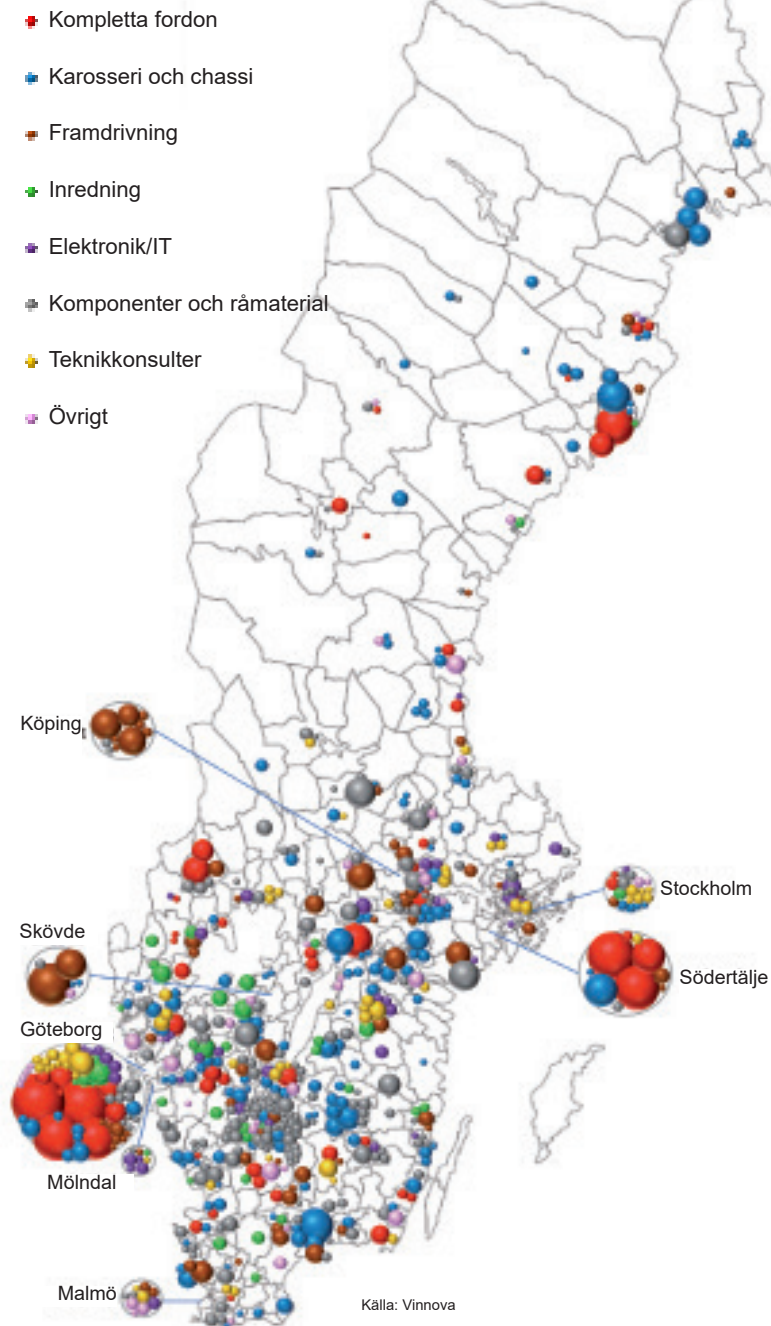 Kompletta fordon
Karosseri och chassi
Framdrivning
Inredning
Elektronik/IT
Komponenter och råmaterial
Teknikkonsulter
Övrigt
Köping
Stockholm
Skövde
Södertälje
Göteborg
Mölndal
Malmö
Källa: Vinnova